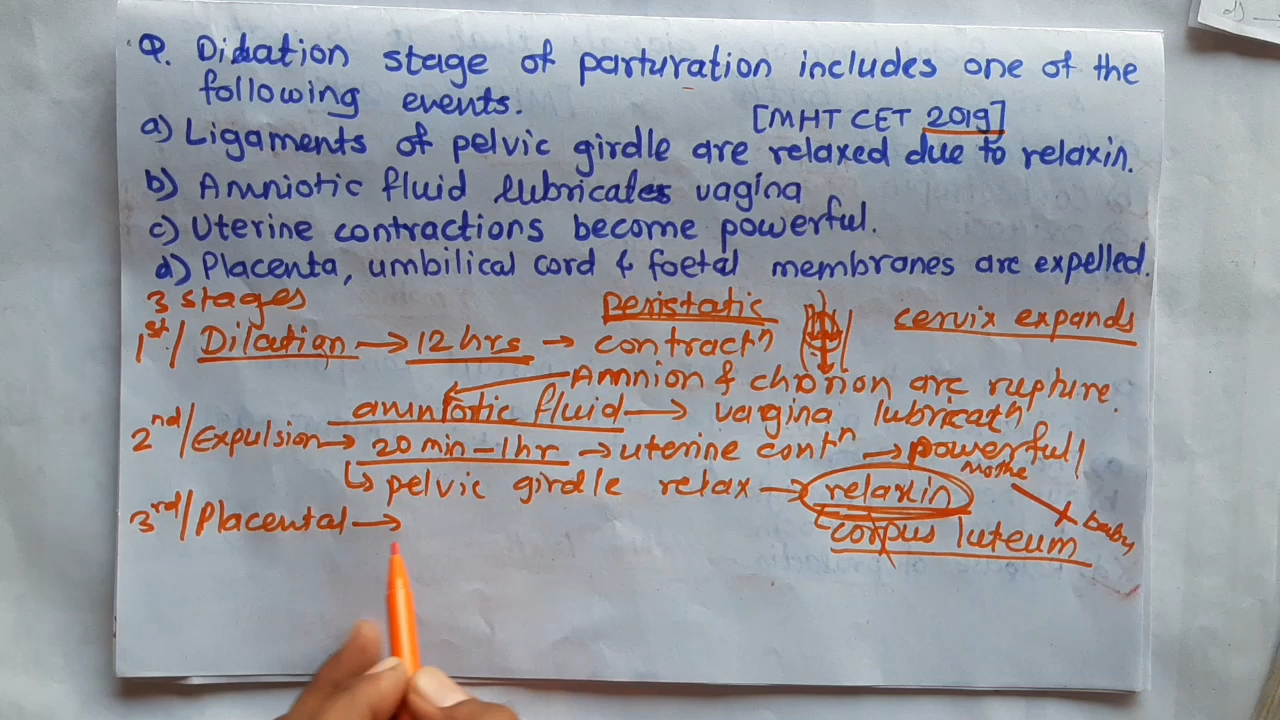 Q. Dilation stage of parturation includes one of the
following events. [MHT CET 2019]
a) Ligaments of pelvic girdle are relaxed due to relaxin.
b) Amniotic fluid lubricates vagina
c) Uterine contractions become powerful.
d) Placenta, umbilical cord & foetal membranes are expelled.
3 stages peristatic cervix expands
1st/ Dilation → 12 hrs → contractn
Amnion & chorion are rupture.
amniotic fluid → vagina lubricatn
2nd/Expulsion → 20 min - 1hr → uterine contn → powerful
↳ pelvic girdle relax → relaxin mothe
3rd/Placental → corpus luteum baby